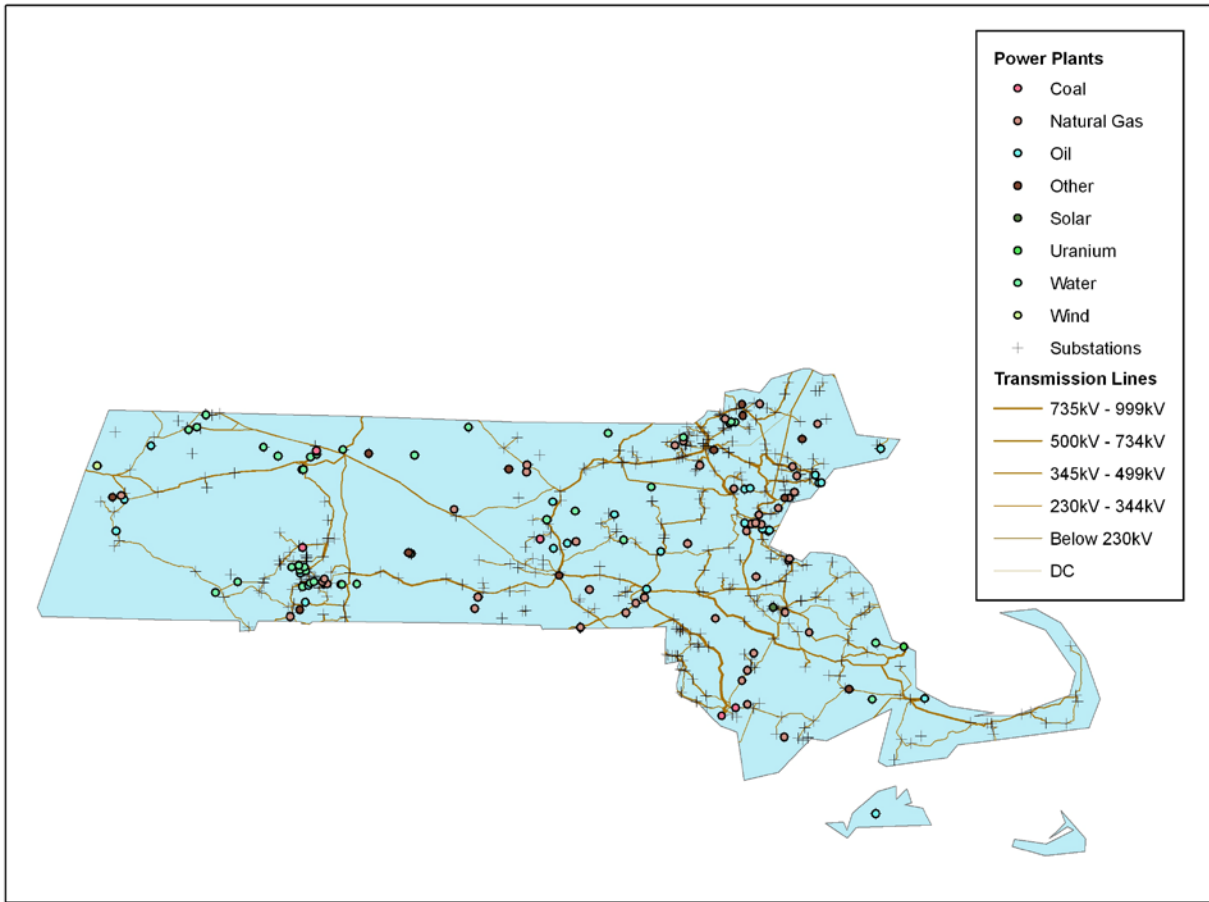 Power Plants
Coal
Natural Gas
Oil
Other
Solar
Uranium
Water
Wind
Substations
Transmission Lines
735kV - 999kV
500kV - 734kV
345kV - 499kV
230kV - 344kV
Below 230kV
DC